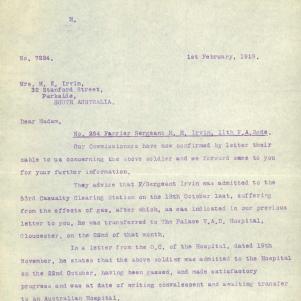 M.
No. 7284.
1st February, 1919.
Mrs. M. E. Irvin,
32 Stanford Street,
Parkside,
SOUTH AUSTRALIA.
Dear Madam,
No. 254 Farrier Sergeant H. H. Irvin, 11th F.A.Bde.
Our Commissioners have now confirmed by letter their
cable to us concerning the above soldier and we forward same to you
for your further information.
They advise that F/Sergeant Irvin was admitted to the
53rd Casualty Clearing Station on the 19th October last, suffering
from the effects of gas, after which, as was indicated in our previous
letter to you, he was transferred to The Palace V.A.D. Hospital,
Gloucester, on the 22nd of that month.
In a letter from the O.C. of the Hospital, dated 19th
November, he states that the above soldier was admitted to the Hospital
on the 22nd October, having been gassed, and made satisfactory
progress and was at date of writing convalescent and awaiting transfer
to an Australian Hospital.